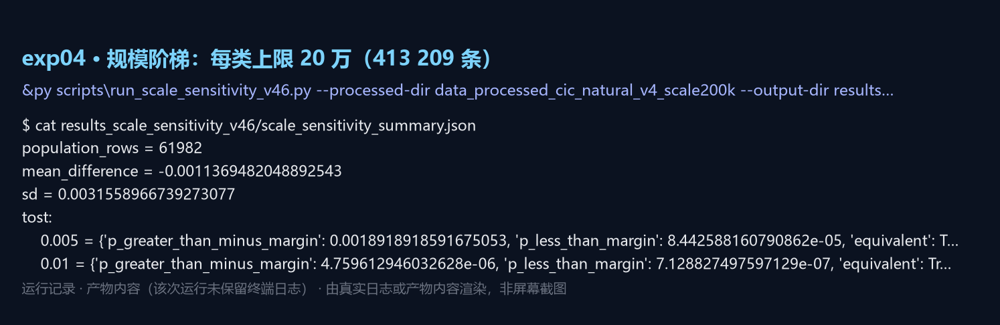 exp04 • 规模阶梯：每类上限 20 万（413 209 条）
&py scripts\run_scale_sensitivity_v46.py --processed-dir data_processed_cic_natural_v4_scale200k --output-dir results...
$ cat results_scale_sensitivity_v46/scale_sensitivity_summary.json
population_rows = 61982
mean_difference = -0.0011369482048892543
sd = 0.0031558966739273077
tost:
0.005 = {'p_greater_than_minus_margin': 0.0018918918591675053, 'p_less_than_margin': 8.442588160790862e-05, 'equivalent': T...
0.01 = {'p_greater_than_minus_margin': 4.759612946032628e-06, 'p_less_than_margin': 7.128827497597129e-07, 'equivalent': Tr...
运行记录 · 产物内容（该次运行未保留终端日志） · 由真实日志或产物内容渲染，非屏幕截图